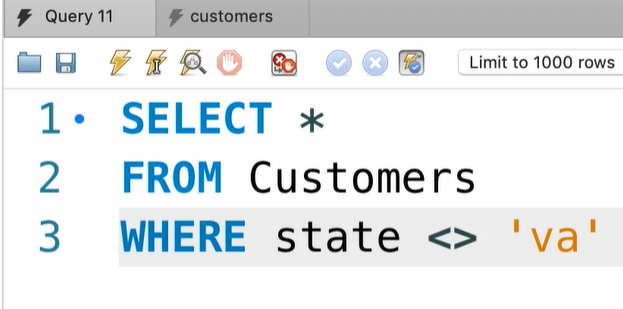 Query 11 customers
Limit to 1000 rows
1 SELECT *
2 FROM Customers
3 WHERE state <> 'va'